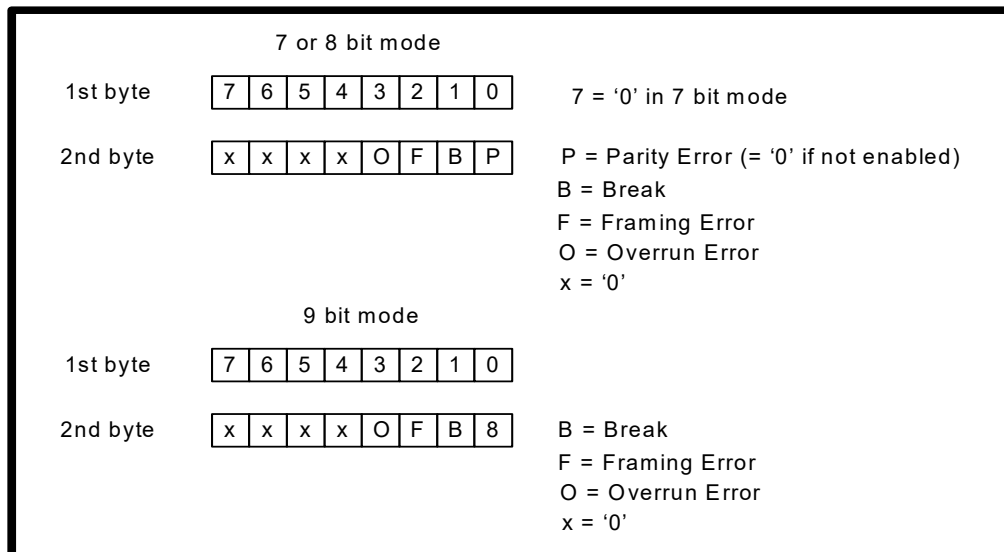 7 or 8 bit mode
1st byte 7 6 5 4 3 2 1 0 7 = ‘0’ in 7 bit mode
2nd byte x x x x O F B P P = Parity Error (= ‘0’ if not enabled)
B = Break
F = Framing Error
O = Overrun Error
x = ‘0’
9 bit mode
1st byte 7 6 5 4 3 2 1 0
2nd byte x x x x O F B 8 B = Break
F = Framing Error
O = Overrun Error
x = ‘0’